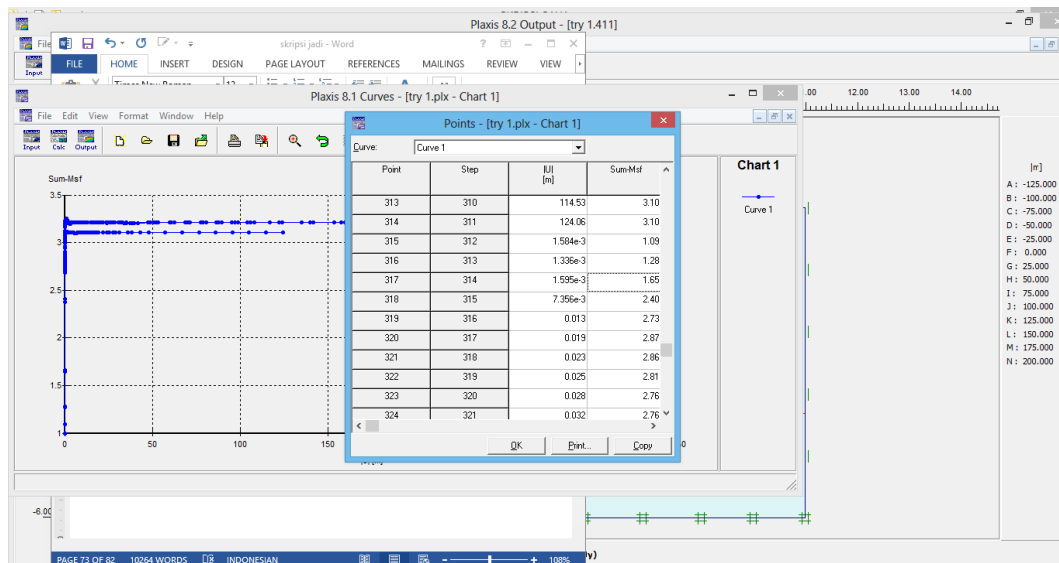 Plaxis 8.2 Output - [try 1.411]
File
skripsi jadi - Word
FILE HOME INSERT DESIGN PAGE LAYOUT REFERENCES MAILINGS REVIEW VIEW
Input
Plaxis 8.1 Curves - [try 1.plx - Chart 1]
.00 12.00 13.00 14.00
File Edit View Format Window Help
Input Calc Output
Points - [try 1.plx - Chart 1]
Curve: Curve 1
Point Step |U| [m] Sum-Msf
313 310 114.53 3.10
314 311 124.06 3.10
315 312 1.584e-3 1.09
316 313 1.336e-3 1.28
317 314 1.595e-3 1.65
318 315 7.356e-3 2.40
319 316 0.013 2.73
320 317 0.019 2.87
321 318 0.023 2.86
322 319 0.025 2.81
323 320 0.028 2.76
324 321 0.032 2.76
OK Print... Copy
Sum-Msf
3.5
3
2.5
2
1.5
1
0 50 100 150
Chart 1
Curve 1
A : -125.000
B : -100.000
C : -75.000
D : -50.000
E : -25.000
F : 0.000
G : 25.000
H : 50.000
I : 75.000
J : 100.000
K : 125.000
L : 150.000
M : 175.000
N : 200.000
-6.00
PAGE 73 OF 82 10264 WORDS INDONESIAN 108%